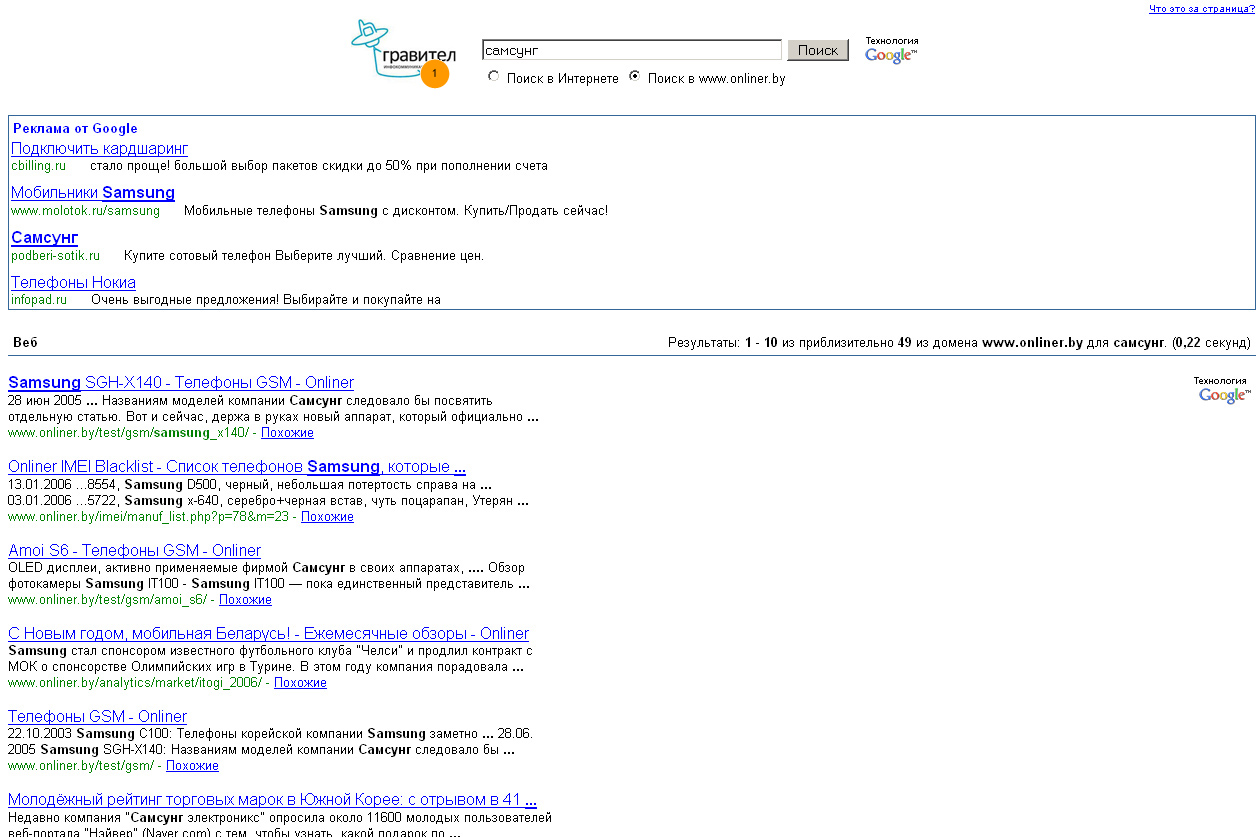 Что это за страница?
гравител
1
самсунг
Поиск
Технология
Google™
Поиск в Интернете Поиск в www.onliner.by
Реклама от Google
Подключить кардшаринг
cbilling.ru стало проще! большой выбор пакетов скидки до 50% при пополнении счета
Мобильники Samsung
www.molotok.ru/samsung Мобильные телефоны Samsung с дисконтом. Купить/Продать сейчас!
Самсунг
podberi-sotik.ru Купите сотовый телефон Выберите лучший. Сравнение цен.
Телефоны Нокиа
infopad.ru Очень выгодные предложения! Выбирайте и покупайте на
Веб Результаты: 1 - 10 из приблизительно 49 из домена www.onliner.by для самсунг. (0,22 секунд)
Технология
Google™
Samsung SGH-X140 - Телефоны GSM - Onliner
28 июн 2005 ... Названиям моделей компании Самсунг следовало бы посвятить
отдельную статью. Вот и сейчас, держа в руках новый аппарат, который официально ...
www.onliner.by/test/gsm/samsung_x140/ - Похожие
Onliner IMEI Blacklist - Список телефонов Samsung, которые ...
13.01.2006 ...8554, Samsung D500, черный, небольшая потертость справа на ...
03.01.2006 ...5722, Samsung x-640, серебро+черная встав, чуть поцарапан, Утерян ...
www.onliner.by/imei/manuf_list.php?p=78&m=23 - Похожие
Amoi S6 - Телефоны GSM - Onliner
OLED дисплеи, активно применяемые фирмой Самсунг в своих аппаратах, .... Обзор
фотокамеры Samsung IT100 - Samsung IT100 — пока единственный представитель ...
www.onliner.by/test/gsm/amoi_s6/ - Похожие
С Новым годом, мобильная Беларусь! - Ежемесячные обзоры - Onliner
Samsung стал спонсором известного футбольного клуба "Челси" и продлил контракт с
МОК о спонсорстве Олимпийских игр в Турине. В этом году компания порадовала ...
www.onliner.by/analytics/market/itogi_2006/ - Похожие
Телефоны GSM - Onliner
22.10.2003 Samsung C100: Телефоны корейской компании Samsung заметно ... 28.06.
2005 Samsung SGH-X140: Названиям моделей компании Самсунг следовало бы ...
www.onliner.by/test/gsm/ - Похожие
Молодёжный рейтинг торговых марок в Южной Корее: с отрывом в 41 ...
Недавно компания "Самсунг электроникс" опросила около 11600 молодых пользователей
веб-портала "Нэйвер" (Naver.com) с тем, чтобы узнать, какой подарок по ...